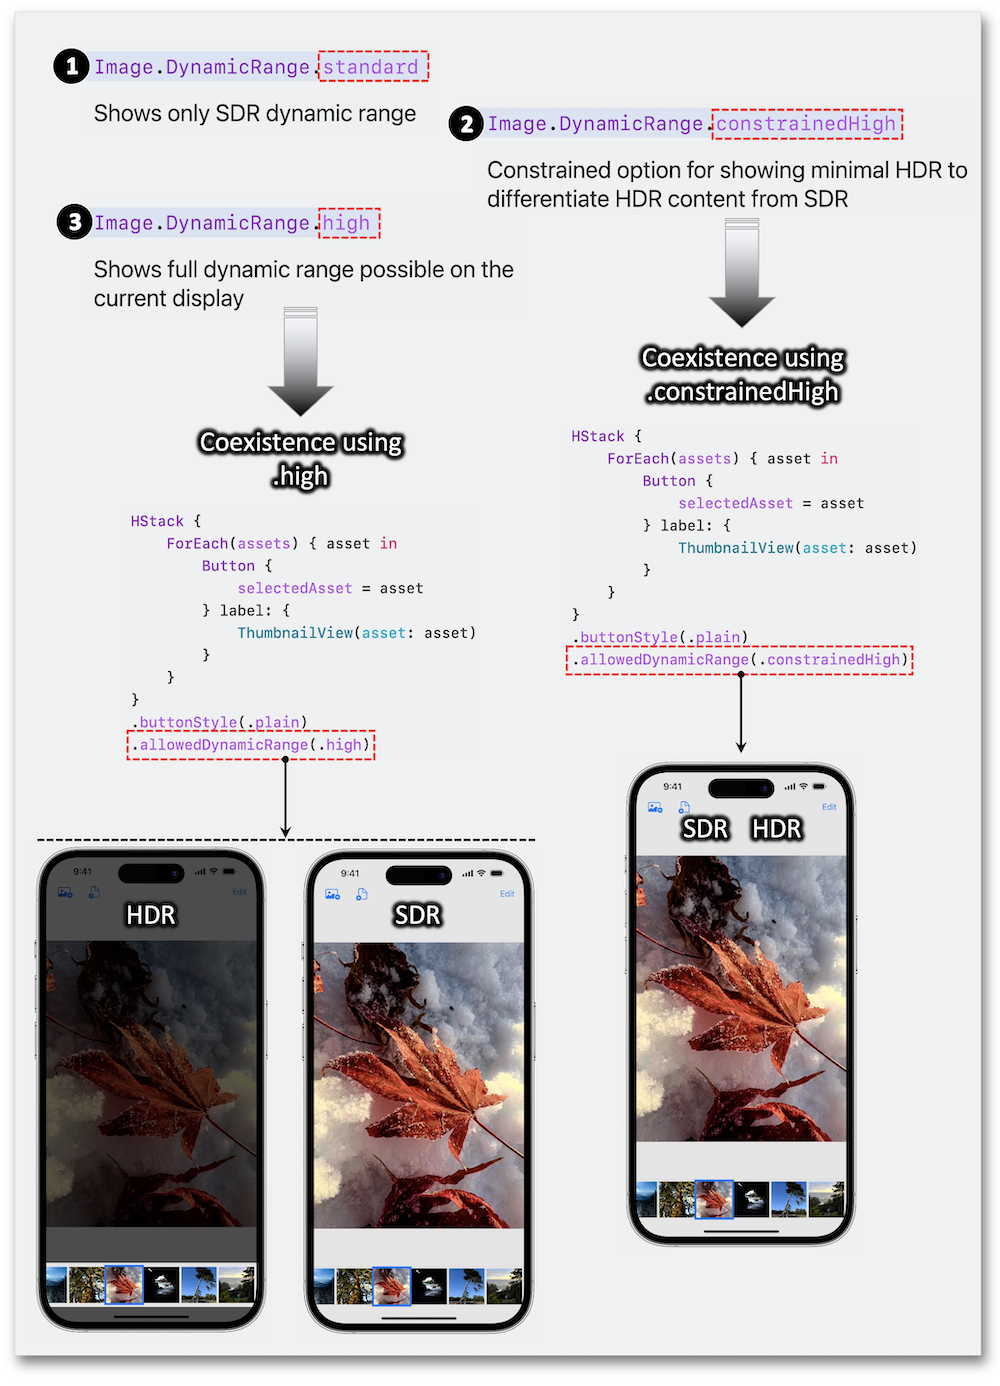 1 Image.DynamicRange.standard
Shows only SDR dynamic range
2 Image.DynamicRange.constrainedHigh
Constrained option for showing minimal HDR to
differentiate HDR content from SDR
3 Image.DynamicRange.high
Shows full dynamic range possible on the
current display
Coexistence using
.high
HStack {
ForEach(assets) { asset in
Button {
selectedAsset = asset
} label: {
ThumbnailView(asset: asset)
}
}
}
.buttonStyle(.plain)
.allowedDynamicRange(.high)
9:41
Edit
HDR
9:41
Edit
SDR
Coexistence using
.constrainedHigh
HStack {
ForEach(assets) { asset in
Button {
selectedAsset = asset
} label: {
ThumbnailView(asset: asset)
}
}
}
.buttonStyle(.plain)
.allowedDynamicRange(.constrainedHigh)
9:41
Edit
SDR HDR